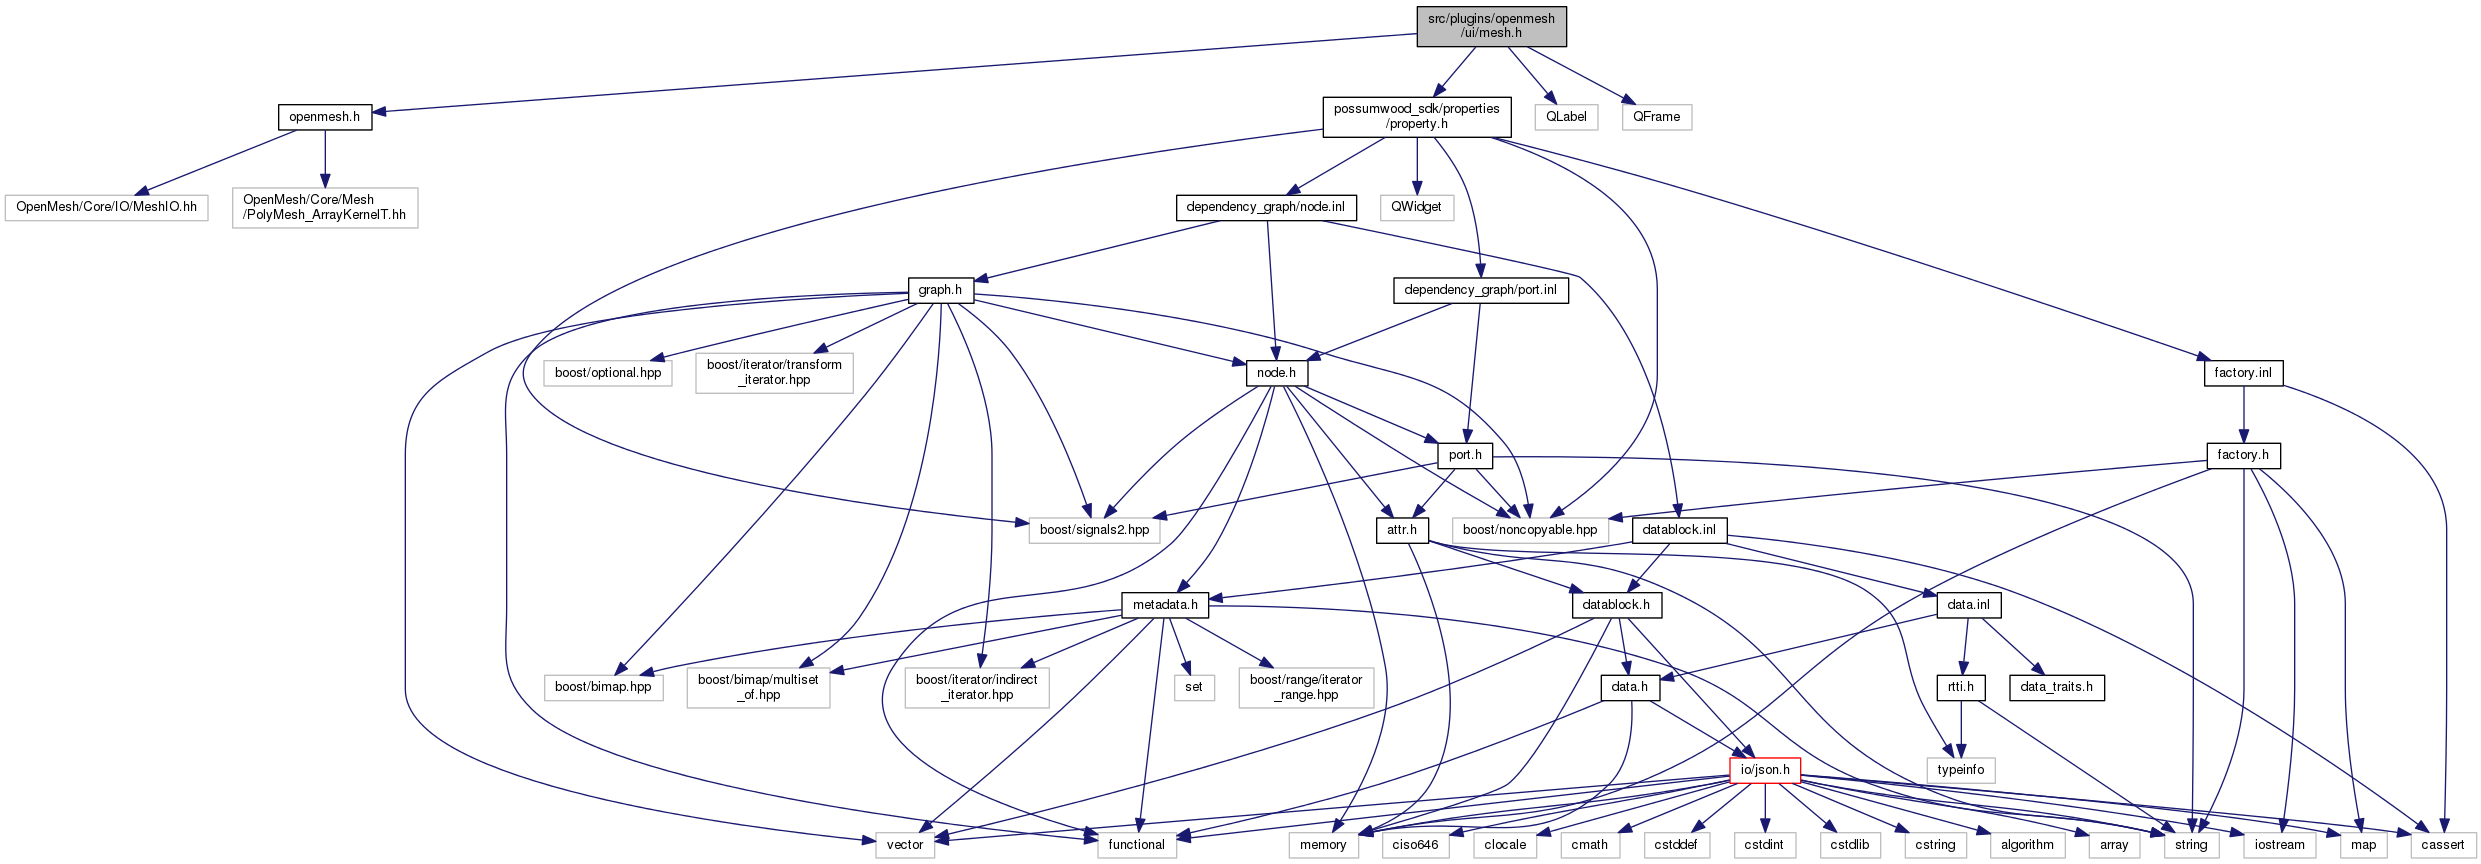 src/plugins/openmesh
/ui/mesh.h
openmesh.h
possumwood_sdk/properties
/property.h
QLabel
QFrame
OpenMesh/Core/IO/MeshIO.hh
OpenMesh/Core/Mesh
/PolyMesh_ArrayKernelT.hh
dependency_graph/node.inl
QWidget
graph.h
dependency_graph/port.inl
boost/optional.hpp
boost/iterator/transform
_iterator.hpp
node.h
factory.inl
port.h
factory.h
boost/signals2.hpp
attr.h
boost/noncopyable.hpp
datablock.inl
metadata.h
datablock.h
data.inl
boost/bimap.hpp
boost/bimap/multiset
_of.hpp
boost/iterator/indirect
_iterator.hpp
set
boost/range/iterator
_range.hpp
data.h
rtti.h
data_traits.h
io/json.h
typeinfo
vector
functional
memory
ciso646
clocale
cmath
cstddef
cstdint
cstdlib
cstring
algorithm
array
string
iostream
map
cassert